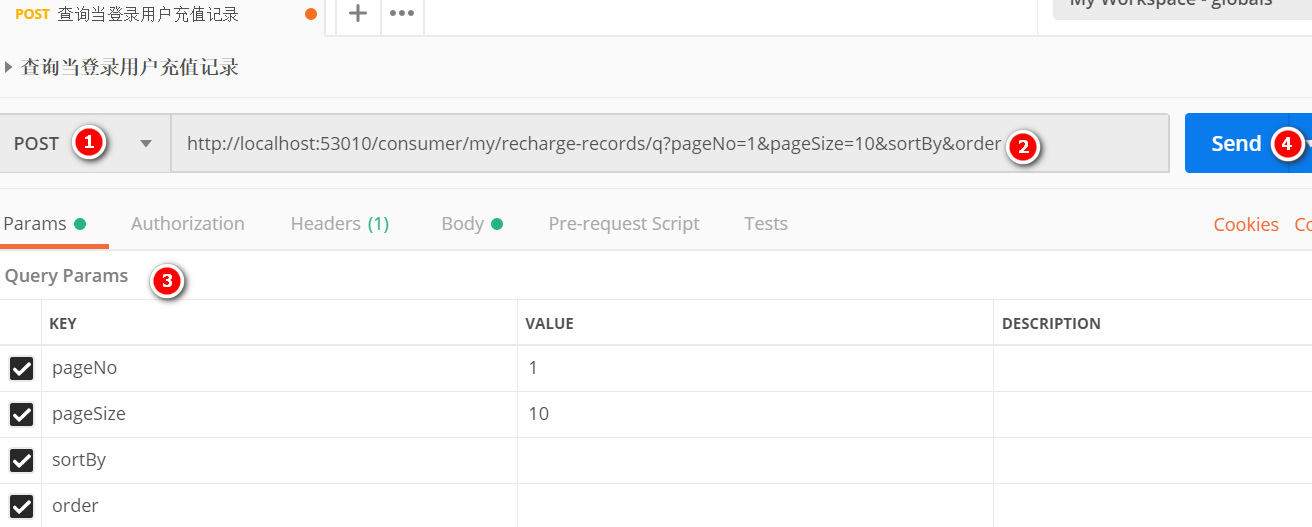 POST 查询当登录用户充值记录
My Workspace - globals
查询当登录用户充值记录
POST 1 http://localhost:53010/consumer/my/recharge-records/q?pageNo=1&pageSize=10&sortBy&order 2 Send 4
Params Authorization Headers (1) Body Pre-request Script Tests Cookies Co
Query Params 3
KEY VALUE DESCRIPTION
pageNo 1
pageSize 10
sortBy
order